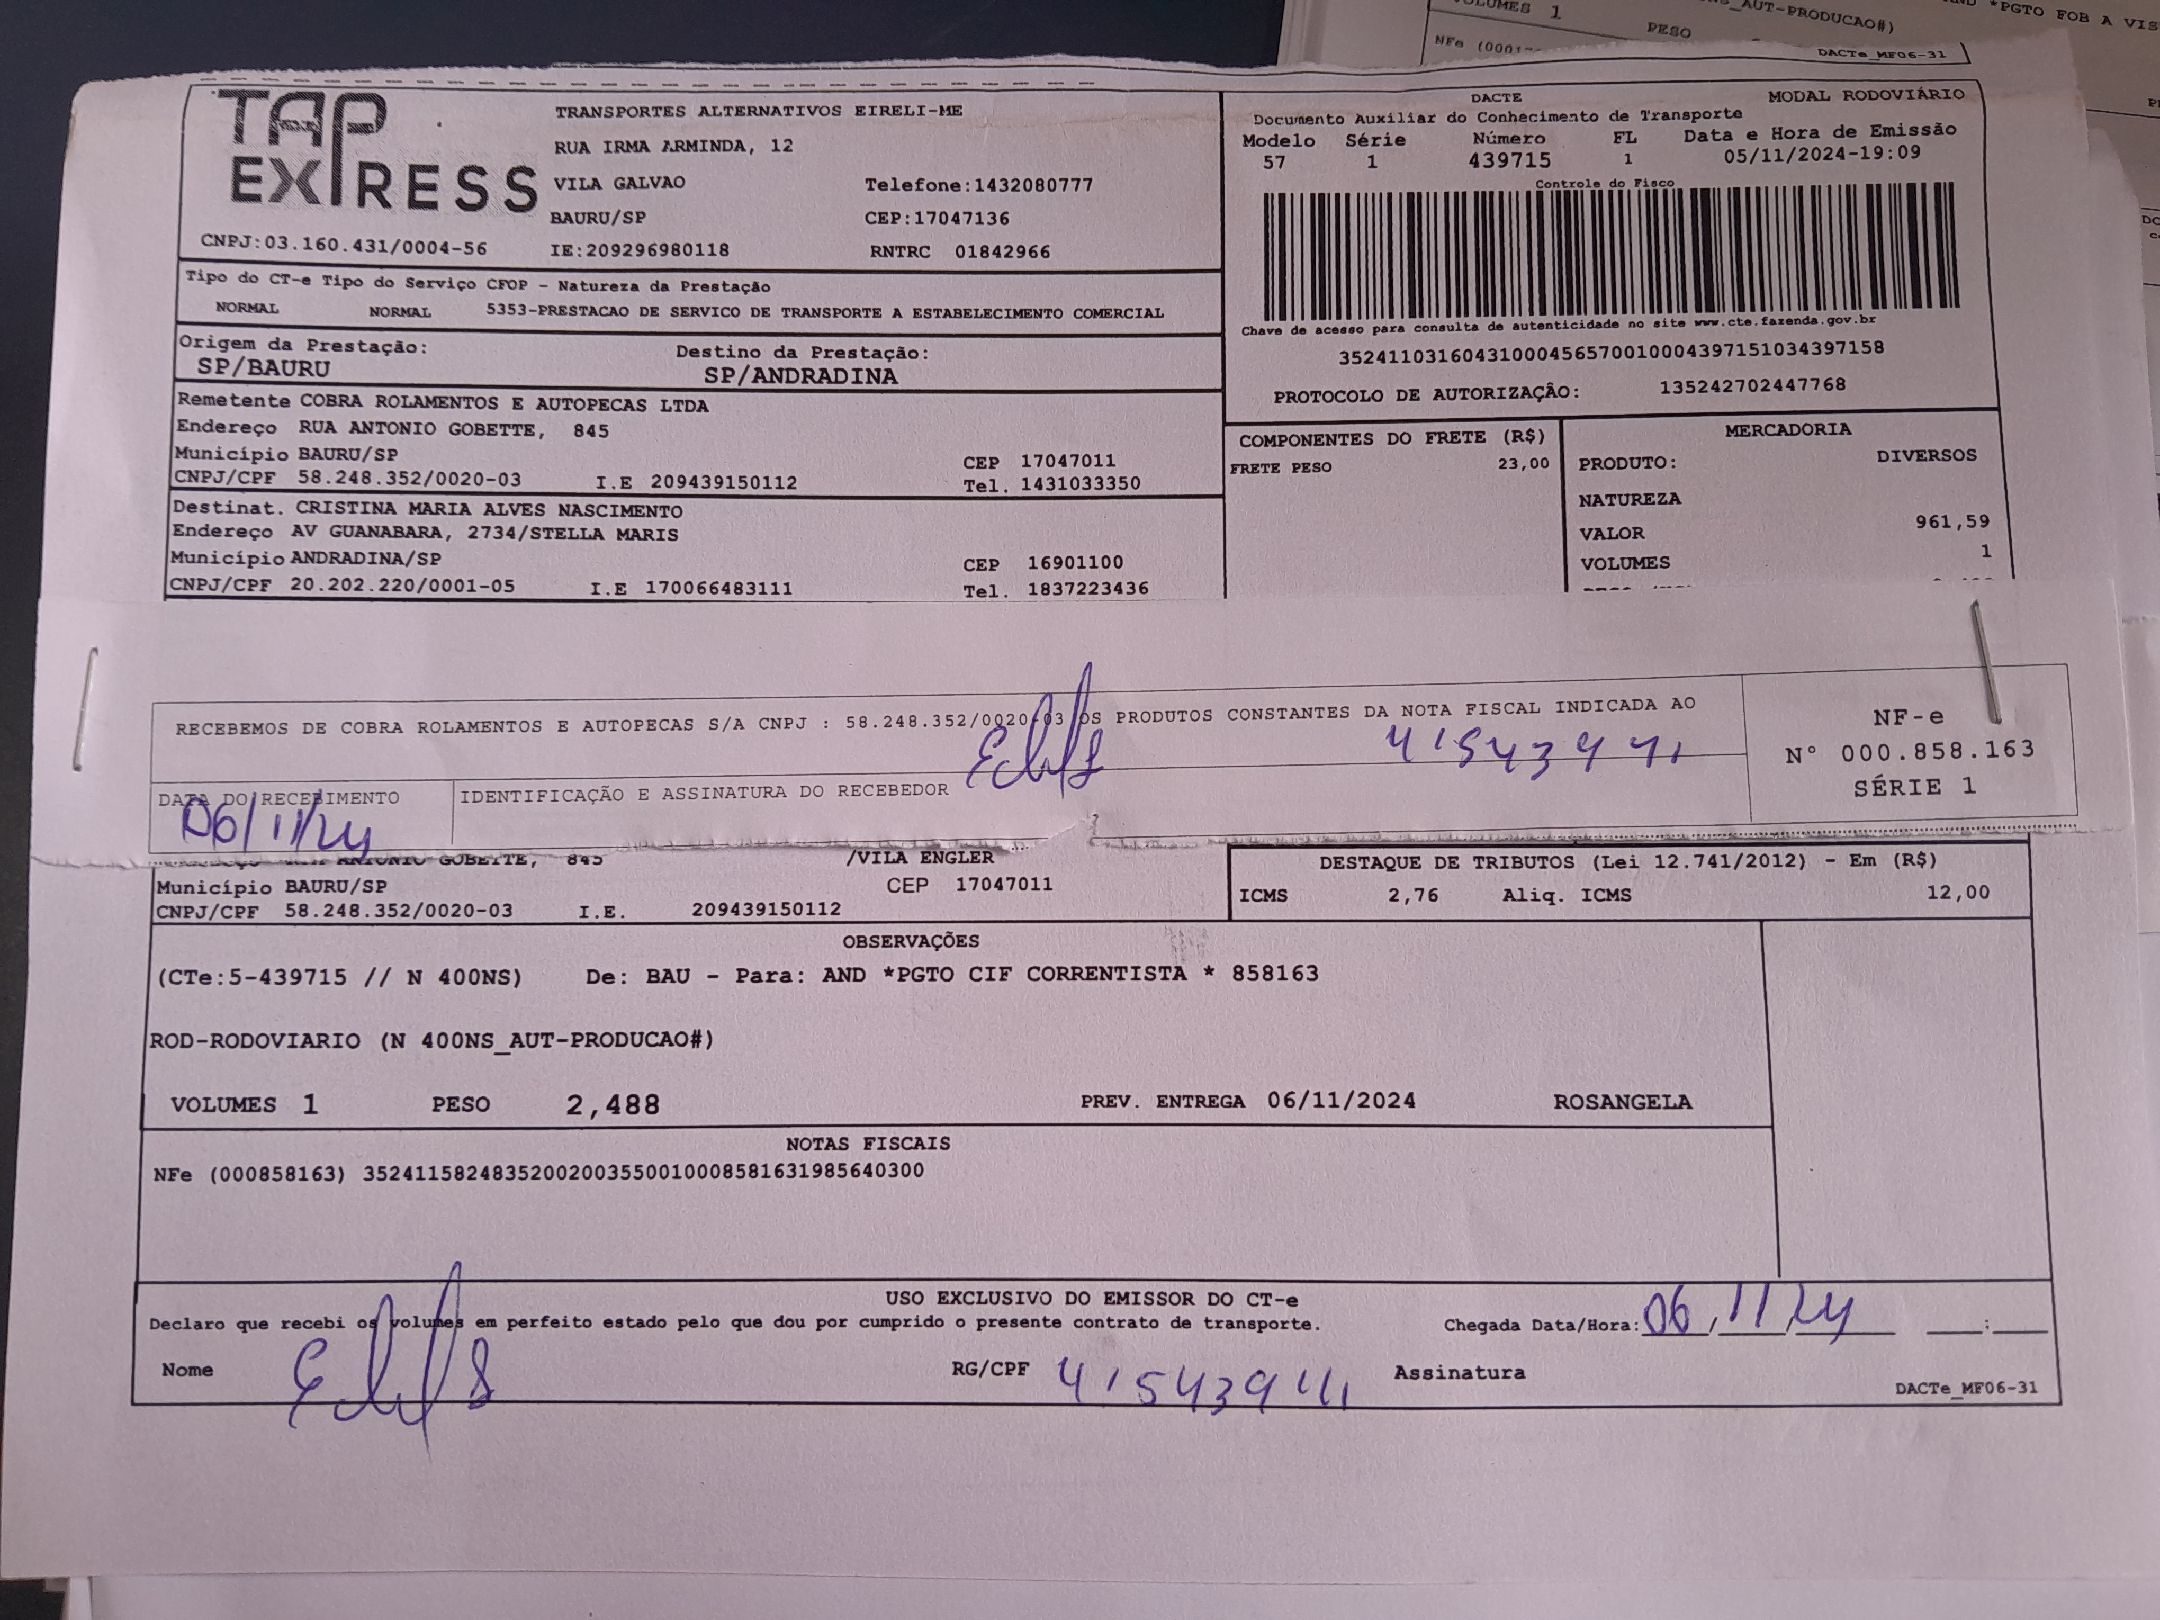 VOLUMES 1
PESO
_AUT-PRODUCAO#)
*PGTO FOB A VIS
NFe
DACTe_MF06-31
TAP EXPRESS
TRANSPORTES ALTERNATIVOS EIRELI-ME
RUA IRMA ARMINDA, 12
VILA GALVAO Telefone:1432080777
BAURU/SP CEP:17047136
CNPJ:03.160.431/0004-56 IE:209296980118 RNTRC 01842966
DACTE MODAL RODOVIÁRIO
Documento Auxiliar do Conhecimento de Transporte
Modelo Série Número FL Data e Hora de Emissão
57 1 439715 1 05/11/2024-19:09
Controle do Fisco
Chave de acesso para consulta de autenticidade no site www.cte.fazenda.gov.br
35241103160431000456570010004397151034397158
PROTOCOLO DE AUTORIZAÇÃO: 135242702447768
Tipo do CT-e Tipo do Serviço CFOP - Natureza da Prestação
NORMAL NORMAL 5353-PRESTACAO DE SERVICO DE TRANSPORTE A ESTABELECIMENTO COMERCIAL
Origem da Prestação: Destino da Prestação:
SP/BAURU SP/ANDRADINA
Remetente COBRA ROLAMENTOS E AUTOPECAS LTDA
Endereço RUA ANTONIO GOBETTE, 845
Município BAURU/SP CEP 17047011
CNPJ/CPF 58.248.352/0020-03 I.E 209439150112 Tel. 1431033350
Destinat. CRISTINA MARIA ALVES NASCIMENTO
Endereço AV GUANABARA, 2734/STELLA MARIS
Município ANDRADINA/SP CEP 16901100
CNPJ/CPF 20.202.220/0001-05 I.E 170066483111 Tel. 1837223436
COMPONENTES DO FRETE (R$)
FRETE PESO 23,00
MERCADORIA
PRODUTO: DIVERSOS
NATUREZA
VALOR 961,59
VOLUMES 1
RECEBEMOS DE COBRA ROLAMENTOS E AUTOPECAS S/A CNPJ : 58.248.352/0020-03 OS PRODUTOS CONSTANTES DA NOTA FISCAL INDICADA AO
DATA DO RECEBIMENTO IDENTIFICAÇÃO E ASSINATURA DO RECEBEDOR
06/11/24
NF-e
N° 000.858.163
SÉRIE 1
ANTONIO GOBETTE, 845 /VILA ENGLER
Município BAURU/SP CEP 17047011
CNPJ/CPF 58.248.352/0020-03 I.E. 209439150112
DESTAQUE DE TRIBUTOS (Lei 12.741/2012) - Em (R$)
ICMS 2,76 Aliq. ICMS 12,00
OBSERVAÇÕES
(CTe:5-439715 // N 400NS) De: BAU - Para: AND *PGTO CIF CORRENTISTA * 858163
ROD-RODOVIARIO (N 400NS_AUT-PRODUCAO#)
VOLUMES 1 PESO 2,488 PREV. ENTREGA 06/11/2024 ROSANGELA
NOTAS FISCAIS
NFe (000858163) 35241158248352002003550010008581631985640300
USO EXCLUSIVO DO EMISSOR DO CT-e
Declaro que recebi os volumes em perfeito estado pelo que dou por cumprido o presente contrato de transporte. Chegada Data/Hora: 06/11/24
Nome RG/CPF Assinatura
DACTe_MF06-31